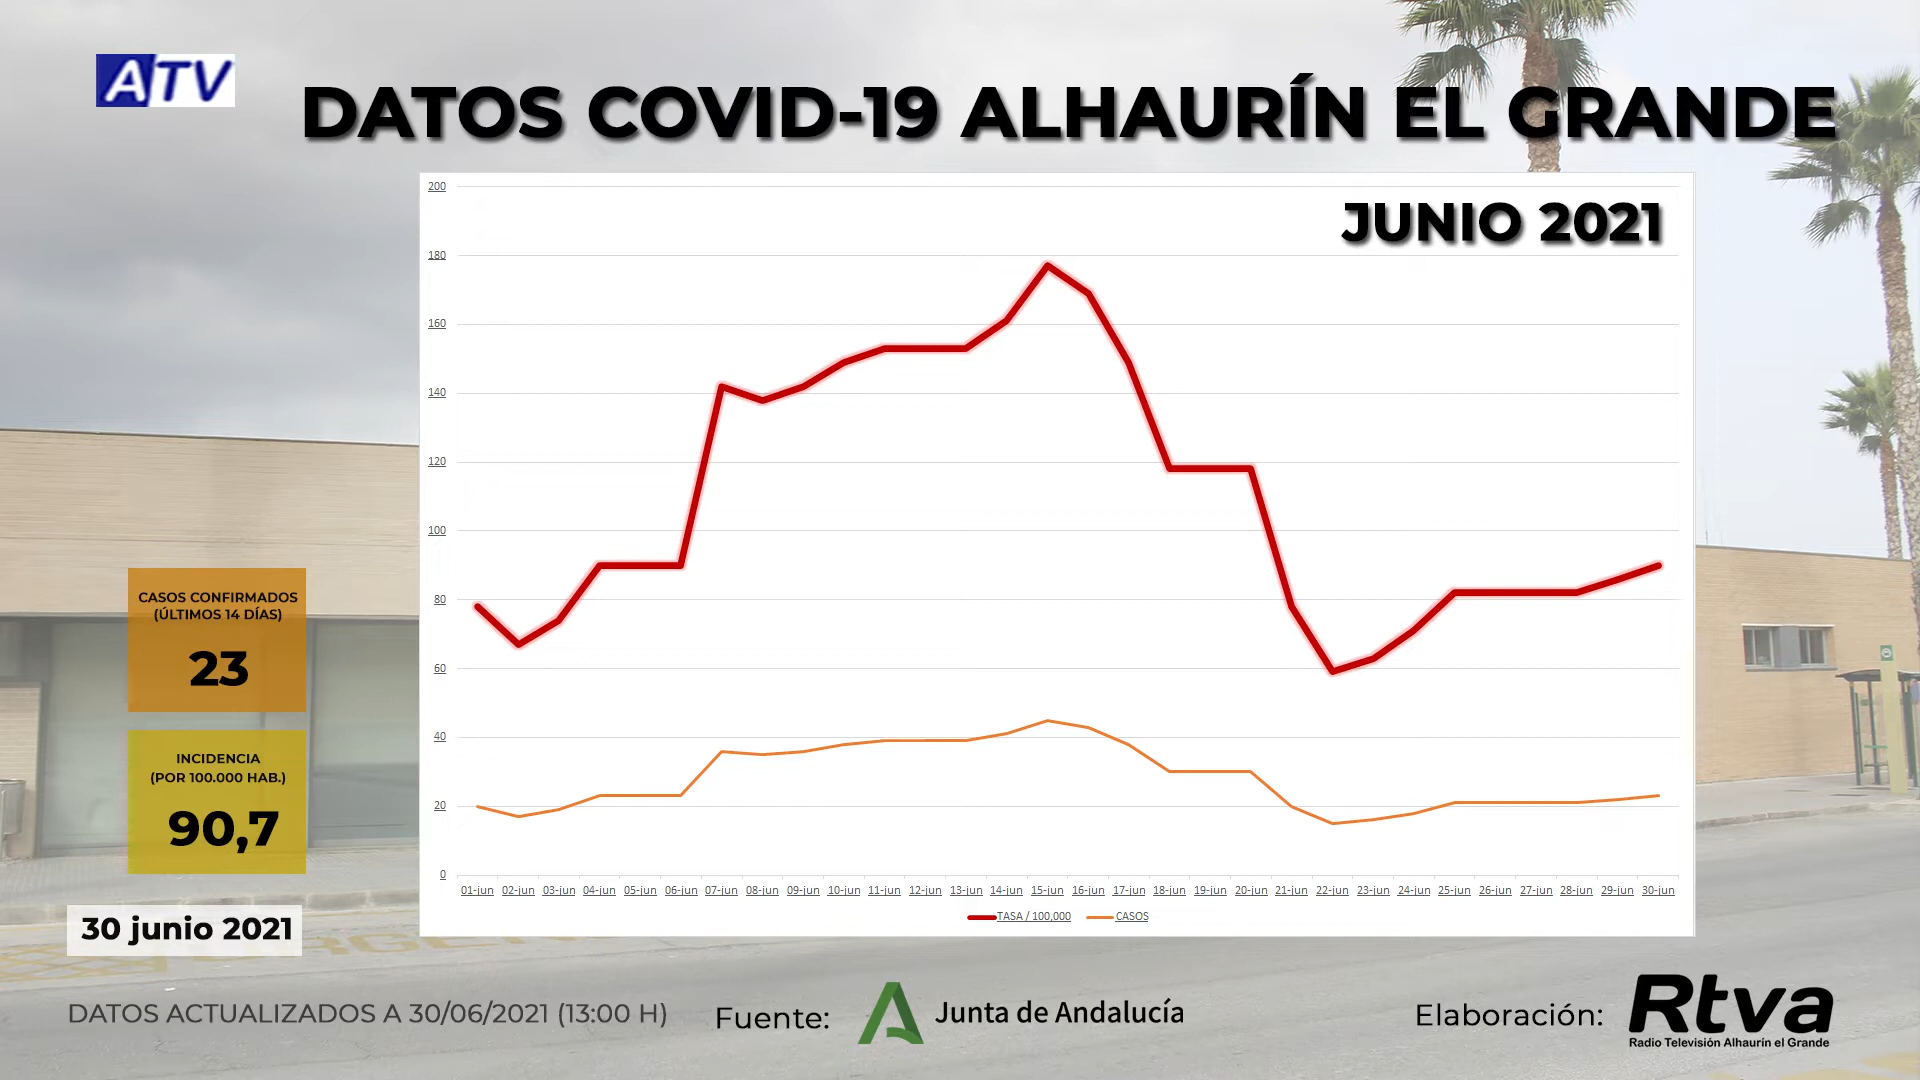 ATV
DATOS COVID-19 ALHAURÍN EL GRANDE
JUNIO 2021
200
180
160
140
120
100
80
60
40
20
0
01-jun 02-jun 03-jun 04-jun 05-jun 06-jun 07-jun 08-jun 09-jun 10-jun 11-jun 12-jun 13-jun 14-jun 15-jun 16-jun 17-jun 18-jun 19-jun 20-jun 21-jun 22-jun 23-jun 24-jun 25-jun 26-jun 27-jun 28-jun 29-jun 30-jun
TASA / 100,000 CASOS
CASOS CONFIRMADOS
(ÚLTIMOS 14 DÍAS)
23
INCIDENCIA
(POR 100.000 HAB.)
90,7
30 junio 2021
DATOS ACTUALIZADOS A 30/06/2021 (13:00 H)
Fuente:
Junta de Andalucía
Elaboración:
Rtva
Radio Televisión Alhaurín el Grande